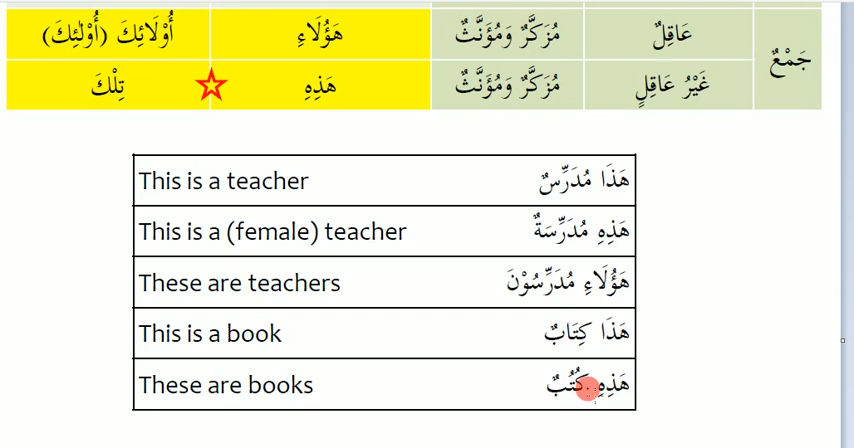 جَمْعٌ
عَاقِلٌ مُزَكَّرٌ وَمُؤَنَّثٌ هَؤُلَاءِ أُوْلَائِكَ (أُوْلٰئِكَ)
غَيْرُ عَاقِلٍ مُزَكَّرٌ وَمُؤَنَّثٌ هَذِهِ تِلْكَ
This is a teacher هَذَا مُدَرِّسٌ
This is a (female) teacher هَذِهِ مُدَرِّسَةٌ
These are teachers هَؤُلَاءِ مُدَرِّسُوْنَ
This is a book هَذَا كِتَابٌ
These are books هَذِهِ كُتُبٌ